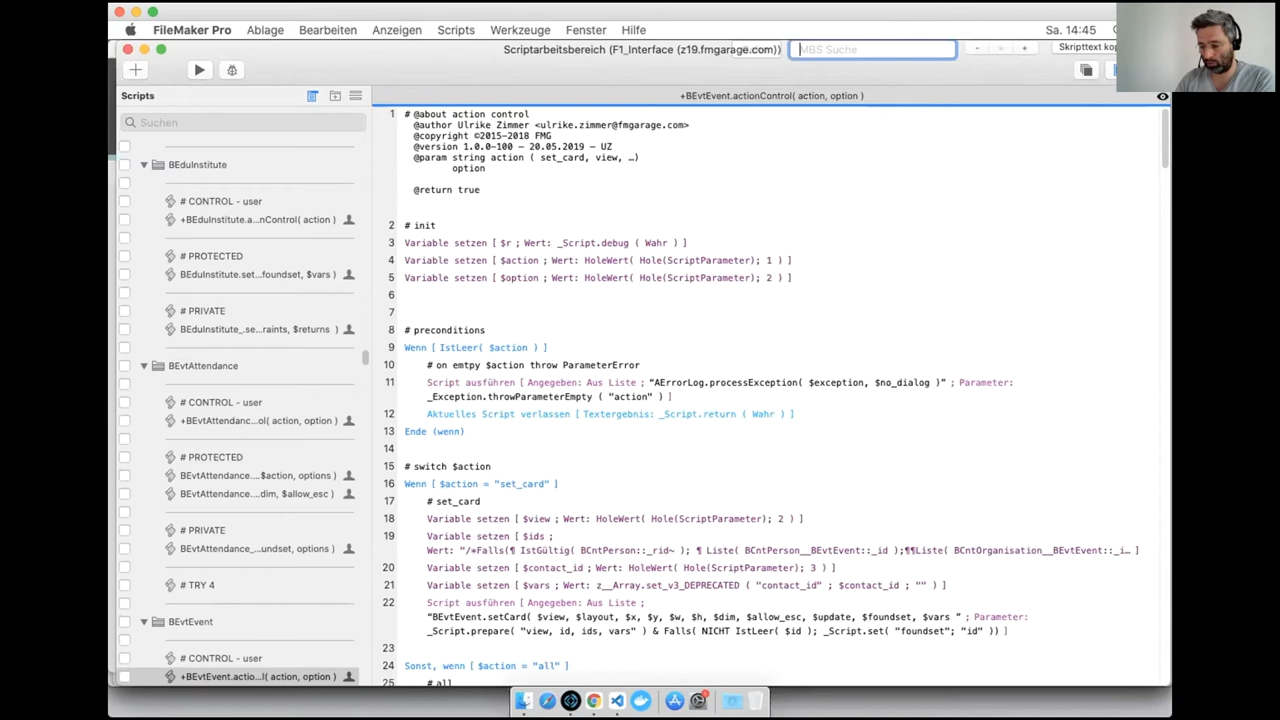 FileMaker Pro Ablage Bearbeiten Anzeigen Scripts Werkzeuge Fenster Hilfe Sa. 14:45
Scriptarbeitsbereich (F1_Interface (z19.fmgarage.com)) MBS Suche - + Skripttext kop
Scripts
+BEvtEvent.actionControl( action, option )
Suchen
BEduInstitute
# CONTROL - user
+BEduInstitute.a...nControl( action )
# PROTECTED
BEduInstitute.set...foundset, $vars )
# PRIVATE
BEduInstitute_.se...raints, $returns )
BEvtAttendance
# CONTROL - user
+BEvtAttendanc...ol( action, option )
# PROTECTED
BEvtAttendance....$action, options )
BEvtAttendance....dim, $allow_esc )
# PRIVATE
BEvtAttendance_...undset, options )
# TRY 4
BEvtEvent
# CONTROL - user
+BEvtEvent.actio...l( action, option )
1 # @about action control
@author Ulrike Zimmer <ulrike.zimmer@fmgarage.com>
@copyright ©2015-2018 FMG
@version 1.0.0-100 – 20.05.2019 – UZ
@param string action ( set_card, view, …)
option
@return true
2 # init
3 Variable setzen [ $r ; Wert: _Script.debug ( Wahr ) ]
4 Variable setzen [ $action ; Wert: HoleWert( Hole(ScriptParameter); 1 ) ]
5 Variable setzen [ $option ; Wert: HoleWert( Hole(ScriptParameter); 2 ) ]
6
7
8 # preconditions
9 Wenn [ IstLeer( $action ) ]
10 # on emtpy $action throw ParameterError
11 Script ausführen [ Angegeben: Aus Liste ; “AErrorLog.processException( $exception, $no_dialog )” ; Parameter:
_Exception.throwParameterEmpty ( "action" ) ]
12 Aktuelles Script verlassen [ Textergebnis: _Script.return ( Wahr ) ]
13 Ende (wenn)
14
15 # switch $action
16 Wenn [ $action = "set_card" ]
17 # set_card
18 Variable setzen [ $view ; Wert: HoleWert( Hole(ScriptParameter); 2 ) ]
19 Variable setzen [ $ids ;
Wert: "/*Falls(¶ IstGültig( BCntPerson::_rid~ ); ¶ Liste( BCntPerson__BEvtEvent::_id );¶¶Liste( BCntOrganisation__BEvtEvent::_i… ]
20 Variable setzen [ $contact_id ; Wert: HoleWert( Hole(ScriptParameter); 3 ) ]
21 Variable setzen [ $vars ; Wert: z__Array.set_v3_DEPRECATED ( "contact_id" ; $contact_id ; "" ) ]
22 Script ausführen [ Angegeben: Aus Liste ;
“BEvtEvent.setCard( $view, $layout, $x, $y, $w, $h, $dim, $allow_esc, $update, $foundset, $vars ” ; Parameter:
_Script.prepare( "view, id, ids, vars" ) & Falls( NICHT IstLeer( $id ); _Script.set( "foundset"; "id" )) ]
23
24 Sonst, wenn [ $action = "all" ]
25 # all